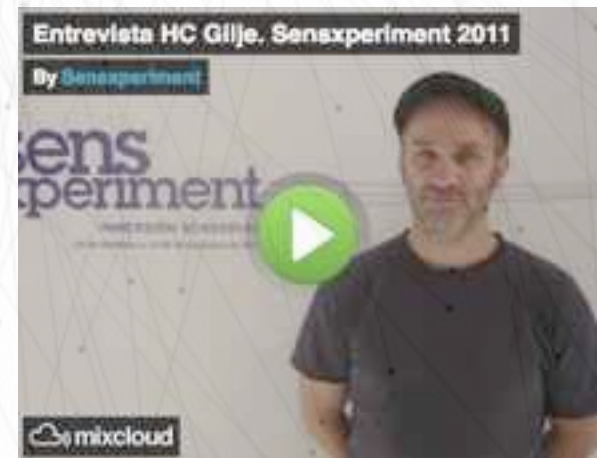 Entrevista HC Gilje. Sensxperiment 2011
By Sensxperiment
sens
xperiment
mixcloud